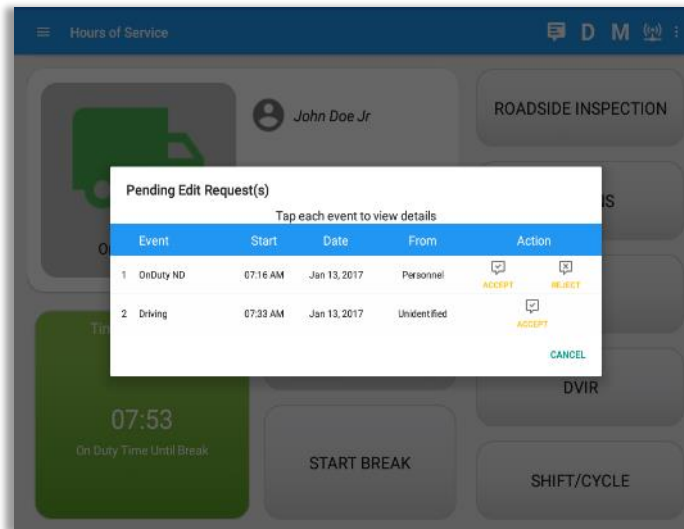 Hours of Service
D M
John Doe Jr
ROADSIDE INSPECTION
Pending Edit Request(s)
Tap each event to view details
Event Start Date From Action
1 OnDuty ND 07:16 AM Jan 13, 2017 Personnel ACCEPT REJECT
2 Driving 07:33 AM Jan 13, 2017 Unidentified ACCEPT
CANCEL
DVIR
07:53
On Duty Time Until Break
START BREAK
SHIFT/CYCLE